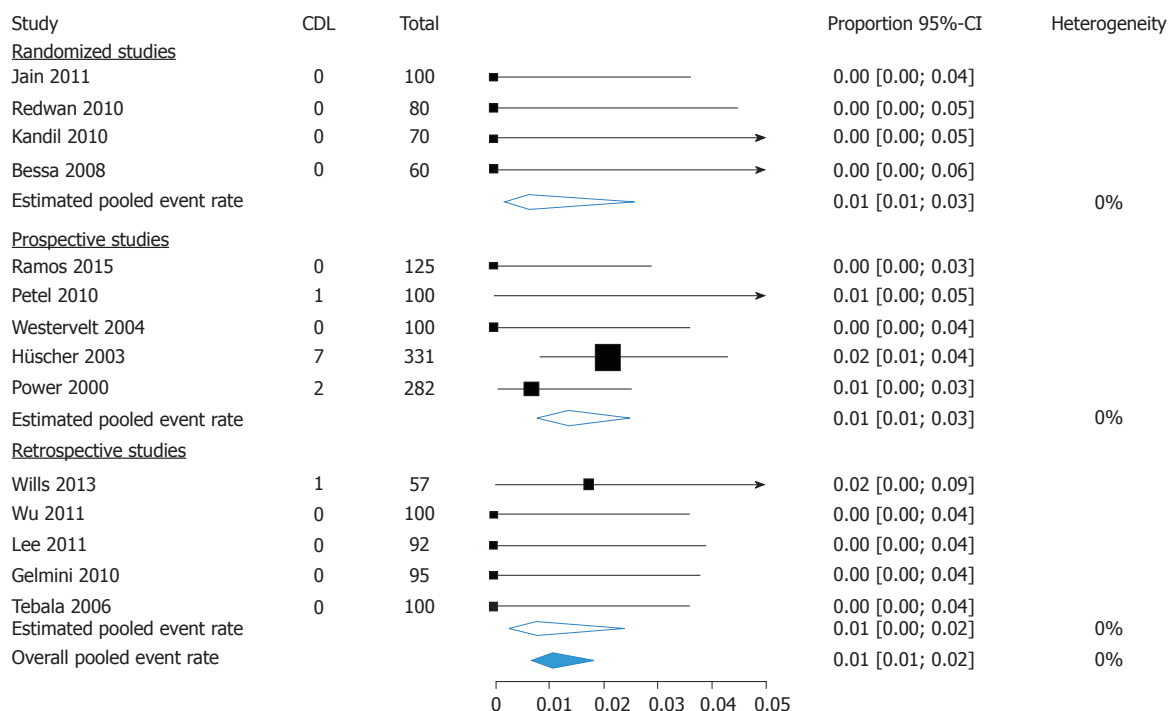 Study CDL Total Proportion 95%-CI Heterogeneity
Randomized studies
Jain 2011 0 100 0.00 [0.00; 0.04]
Redwan 2010 0 80 0.00 [0.00; 0.05]
Kandil 2010 0 70 0.00 [0.00; 0.05]
Bessa 2008 0 60 0.00 [0.00; 0.06]
Estimated pooled event rate 0.01 [0.01; 0.03] 0%
Prospective studies
Ramos 2015 0 125 0.00 [0.00; 0.03]
Petel 2010 1 100 0.01 [0.00; 0.05]
Westervelt 2004 0 100 0.00 [0.00; 0.04]
Hüscher 2003 7 331 0.02 [0.01; 0.04]
Power 2000 2 282 0.01 [0.00; 0.03]
Estimated pooled event rate 0.01 [0.01; 0.03] 0%
Retrospective studies
Wills 2013 1 57 0.02 [0.00; 0.09]
Wu 2011 0 100 0.00 [0.00; 0.04]
Lee 2011 0 92 0.00 [0.00; 0.04]
Gelmini 2010 0 95 0.00 [0.00; 0.04]
Tebala 2006 0 100 0.00 [0.00; 0.04]
Estimated pooled event rate 0.01 [0.00; 0.02] 0%
Overall pooled event rate 0.01 [0.01; 0.02] 0%
0 0.01 0.02 0.03 0.04 0.05